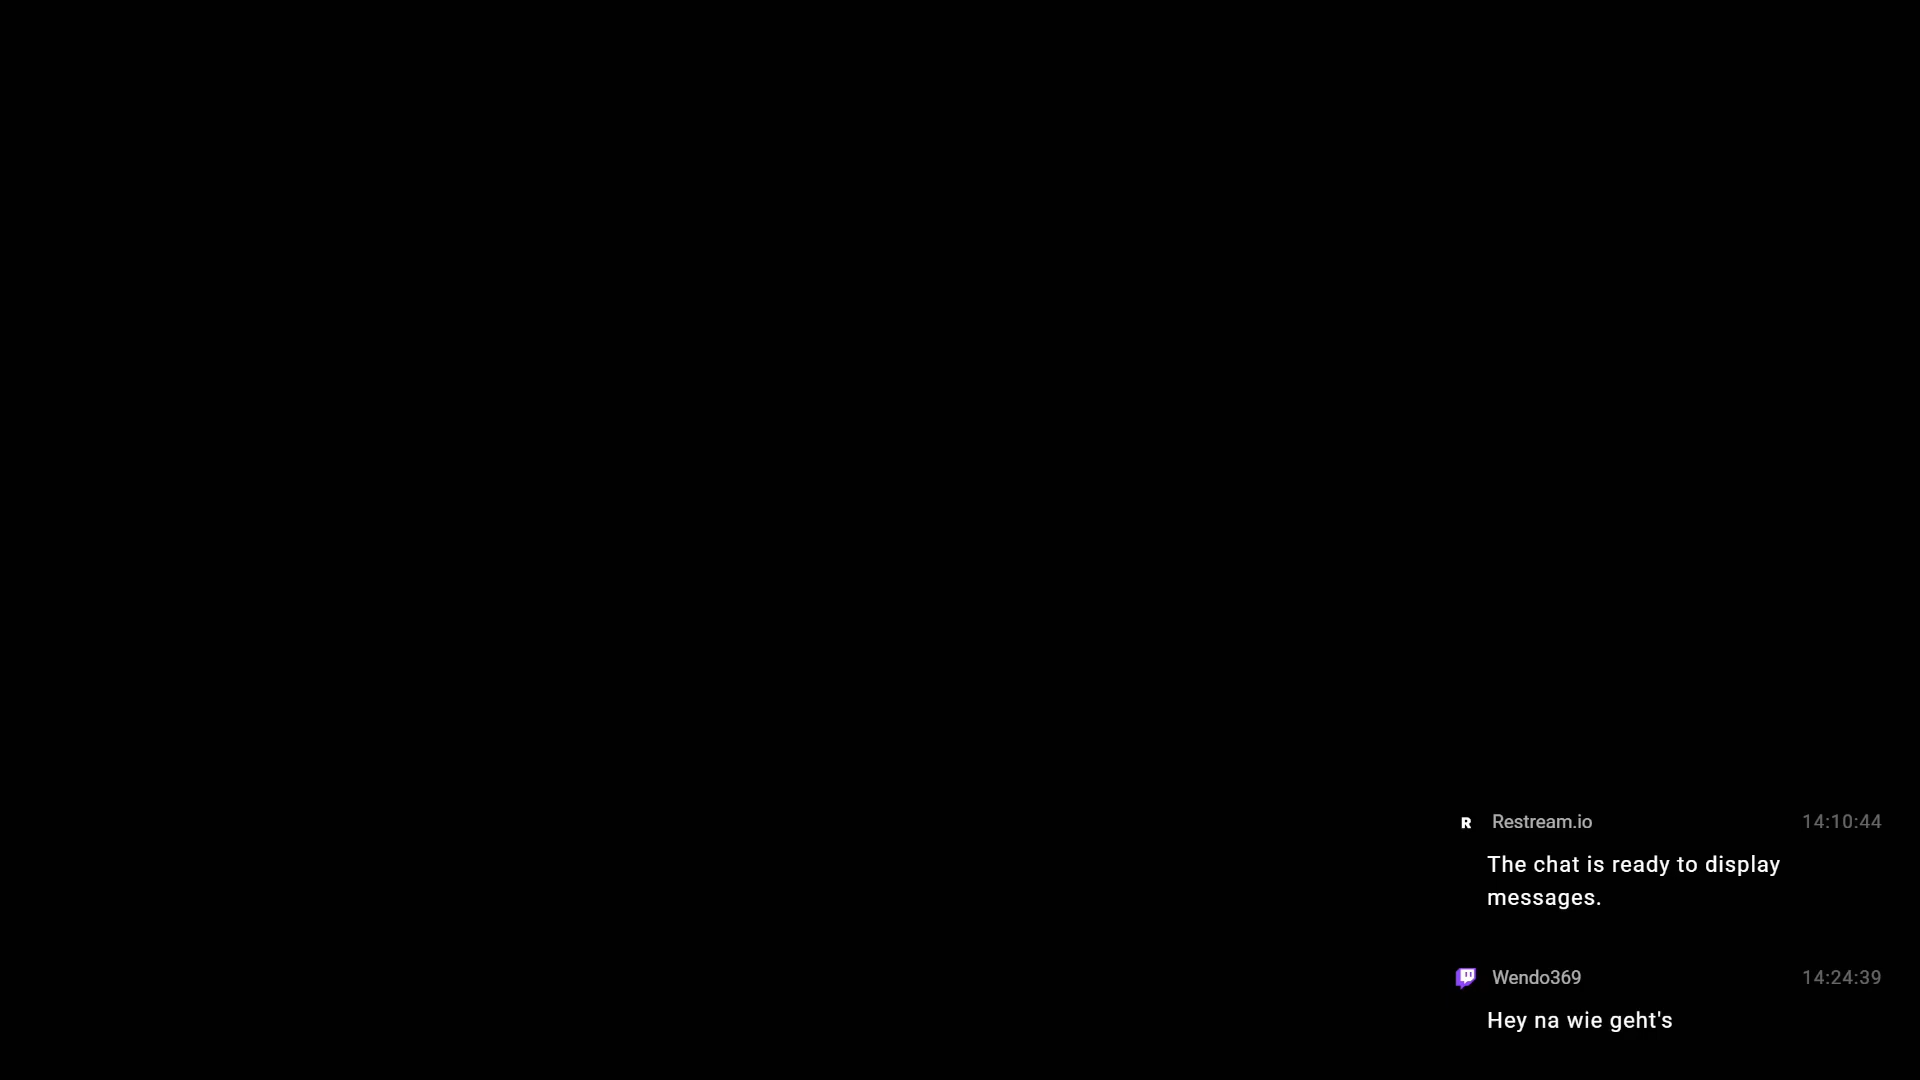 R Restream.io 14:10:44
The chat is ready to display
messages.
Wendo369 14:24:39
Hey na wie geht's